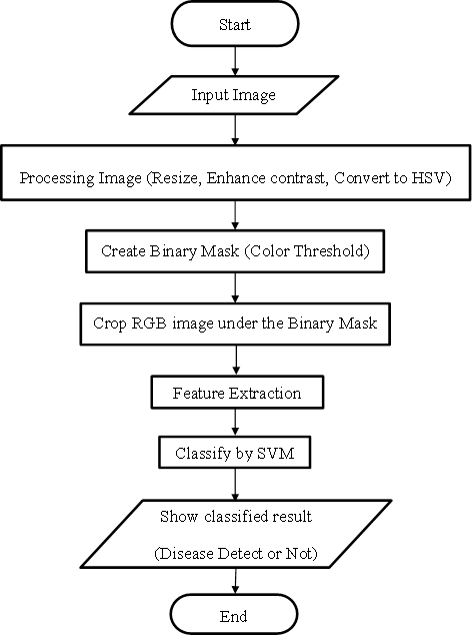 Start
Input Image
Processing Image (Resize, Enhance contrast, Convert to HSV)
Create Binary Mask (Color Threshold)
Crop RGB image under the Binary Mask
Feature Extraction
Classify by SVM
Show classified result
(Disease Detect or Not)
End